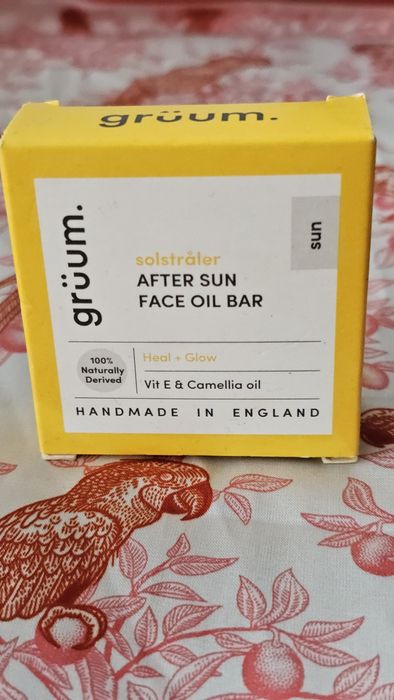 grüum.
grüum.
sun
solstråler
AFTER SUN
FACE OIL BAR
100%
Naturally
Derived
Heal + Glow
Vit E & Camellia oil
HANDMADE IN ENGLAND